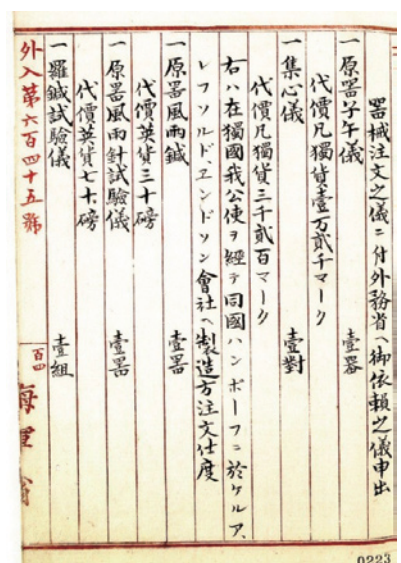 器械注文之儀ニ付外務省ヘ御依頼之儀申出
一原器子午儀 壹器
代價凡獨貨壹万貳千マーク
一集心儀 壹對
代價凡獨貨三千貳百マーク
右ハ在獨國我公使ヲ経テ同國ハンボーフニ於ケルア、
レフソルドエンドソン會社ヘ製造方注文仕度
一原器風雨鍼 壹器
代價英貨三十磅
一原器風雨針試驗儀 壹器
代價英貨七十磅
一羅鍼試驗儀 壹組
外入第六百四十五號
百四
海軍省
0223